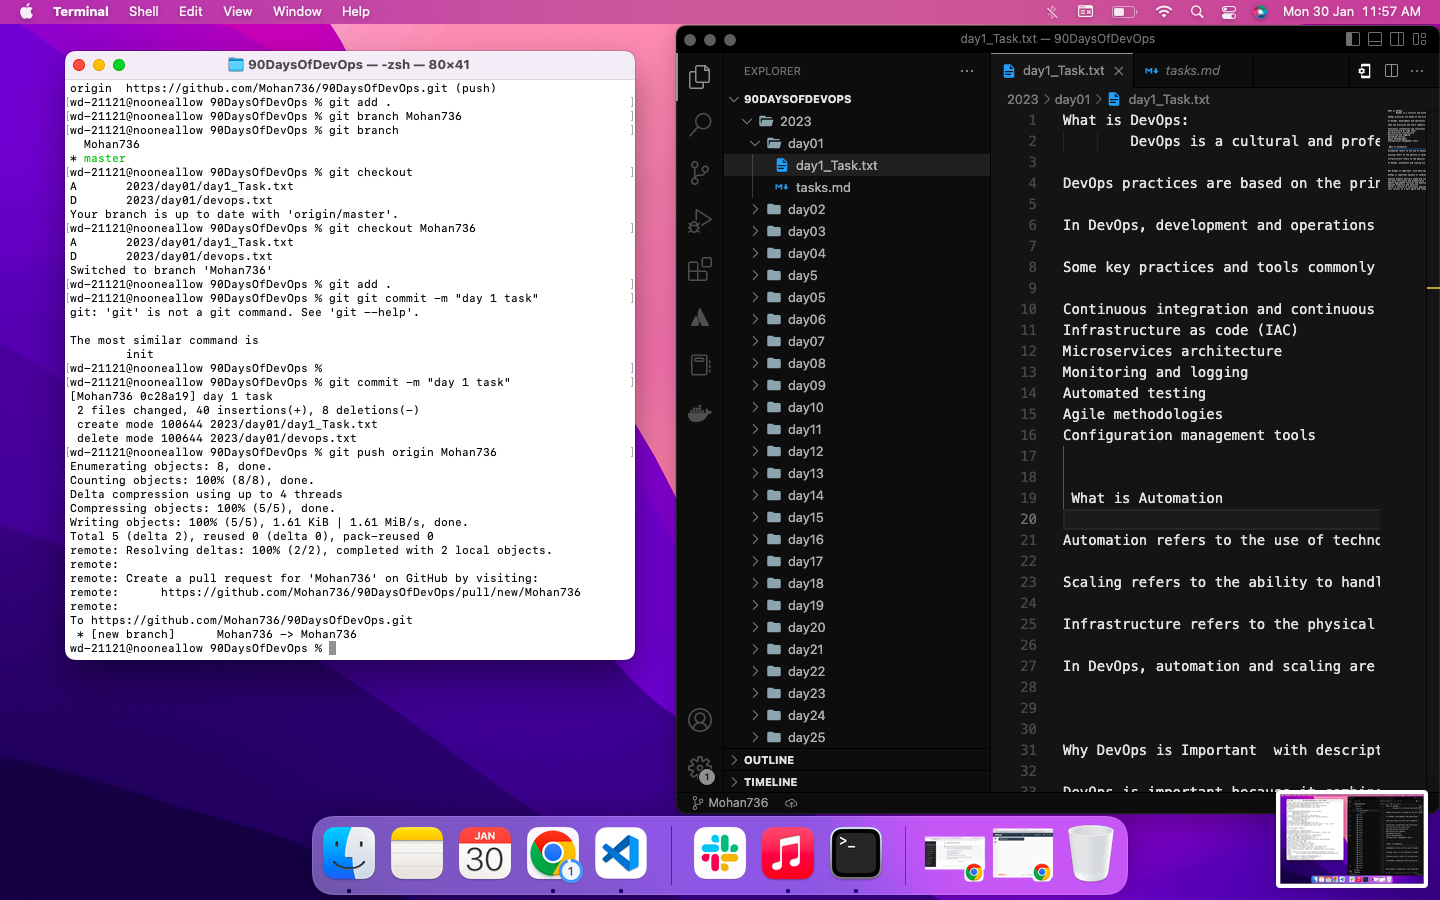 Terminal Shell Edit View Window Help
Mon 30 Jan 11:57 AM
90DaysOfDevOps — -zsh — 80×41
origin  https://github.com/Mohan736/90DaysOfDevOps.git (push)
[wd-21121@nooneallow 90DaysOfDevOps % git add . ]
[wd-21121@nooneallow 90DaysOfDevOps % git branch Mohan736 ]
[wd-21121@nooneallow 90DaysOfDevOps % git branch ]
  Mohan736
* master
[wd-21121@nooneallow 90DaysOfDevOps % git checkout ]
A       2023/day01/day1_Task.txt
D       2023/day01/devops.txt
Your branch is up to date with 'origin/master'.
[wd-21121@nooneallow 90DaysOfDevOps % git checkout Mohan736 ]
A       2023/day01/day1_Task.txt
D       2023/day01/devops.txt
Switched to branch 'Mohan736'
[wd-21121@nooneallow 90DaysOfDevOps % git add . ]
[wd-21121@nooneallow 90DaysOfDevOps % git git commit -m "day 1 task" ]
git: 'git' is not a git command. See 'git --help'.
The most similar command is
        init
[wd-21121@nooneallow 90DaysOfDevOps % ]
[wd-21121@nooneallow 90DaysOfDevOps % git commit -m "day 1 task" ]
[Mohan736 0c28a19] day 1 task
 2 files changed, 40 insertions(+), 8 deletions(-)
 create mode 100644 2023/day01/day1_Task.txt
 delete mode 100644 2023/day01/devops.txt
[wd-21121@nooneallow 90DaysOfDevOps % git push origin Mohan736 ]
Enumerating objects: 8, done.
Counting objects: 100% (8/8), done.
Delta compression using up to 4 threads
Compressing objects: 100% (5/5), done.
Writing objects: 100% (5/5), 1.61 KiB | 1.61 MiB/s, done.
Total 5 (delta 2), reused 0 (delta 0), pack-reused 0
remote: Resolving deltas: 100% (2/2), completed with 2 local objects.
remote:
remote: Create a pull request for 'Mohan736' on GitHub by visiting:
remote:      https://github.com/Mohan736/90DaysOfDevOps/pull/new/Mohan736
remote:
To https://github.com/Mohan736/90DaysOfDevOps.git
 * [new branch]      Mohan736 -> Mohan736
wd-21121@nooneallow 90DaysOfDevOps %
day1_Task.txt — 90DaysOfDevOps
EXPLORER
90DAYSOFDEVOPS
2023
day01
day1_Task.txt
tasks.md
day02
day03
day04
day5
day05
day06
day07
day08
day09
day10
day11
day12
day13
day14
day15
day16
day17
day18
day19
day20
day21
day22
day23
day24
day25
OUTLINE
TIMELINE
1
Mohan736
day1_Task.txt
tasks.md
2023 > day01 > day1_Task.txt
1 What is DevOps:
2 DevOps is a cultural and profe
3
4 DevOps practices are based on the prin
5
6 In DevOps, development and operations
7
8 Some key practices and tools commonly
9
10 Continuous integration and continuous
11 Infrastructure as code (IAC)
12 Microservices architecture
13 Monitoring and logging
14 Automated testing
15 Agile methodologies
16 Configuration management tools
17
18
19 What is Automation
20
21 Automation refers to the use of techno
22
23 Scaling refers to the ability to handl
24
25 Infrastructure refers to the physical
26
27 In DevOps, automation and scaling are
28
29
30
31 Why DevOps is Important  with descript
32
33 DevOps is important because it combine
JAN
30
1
>_